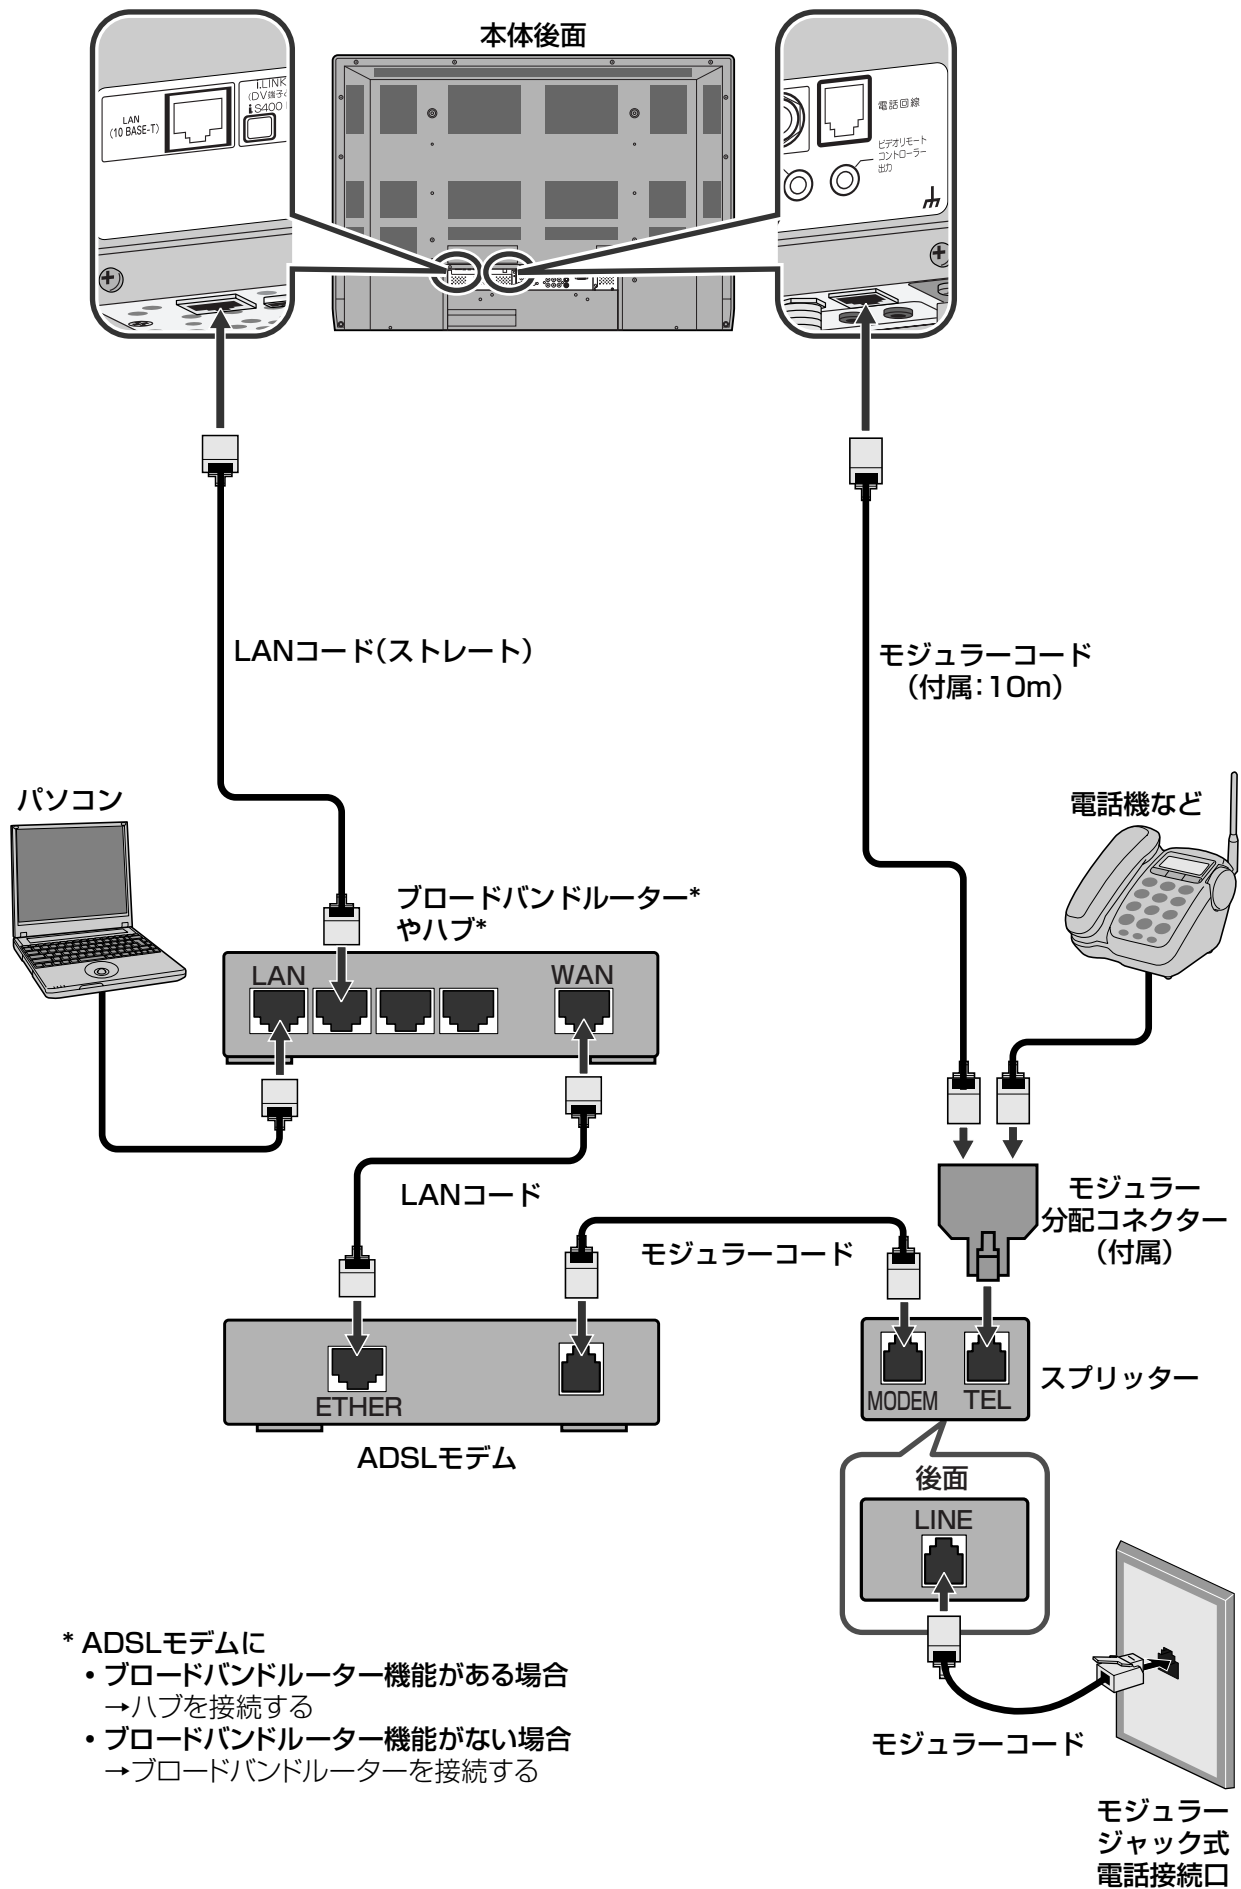 本体後面
LAN
(10 BASE-T)
i.LINK
(DV端子
S400
電話回線
ビデオリモート
コントローラー
出力
LANコード(ストレート)
モジュラーコード
(付属:10m)
パソコン
電話機など
ブロードバンドルーター*
やハブ*
LAN
WAN
LANコード
モジュラーコード
モジュラー
分配コネクター
(付属)
ETHER
ADSLモデム
MODEM
TEL
スプリッター
後面
LINE
モジュラーコード
モジュラー
ジャック式
電話接続口
* ADSLモデムに
・ブロードバンドルーター機能がある場合
→ハブを接続する
・ブロードバンドルーター機能がない場合
→ブロードバンドルーターを接続する